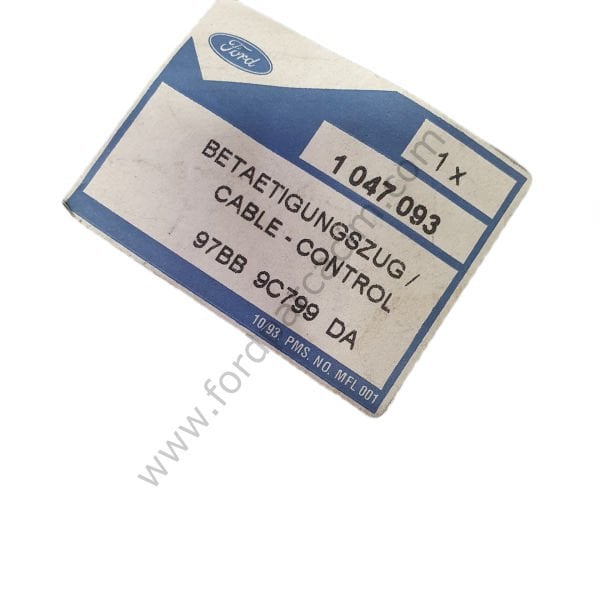 Ford
1 x
1 047.093
BETAETIGUNGSZUG /
CABLE - CONTROL
97BB 9C799 DA
10/93 PMS. NO. MFL 001